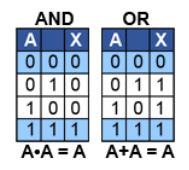 AND OR
A X A X
0 0 0 0 0 0
0 1 0 0 1 1
1 0 0 1 0 1
1 1 1 1 1 1
A•A = A A+A = A